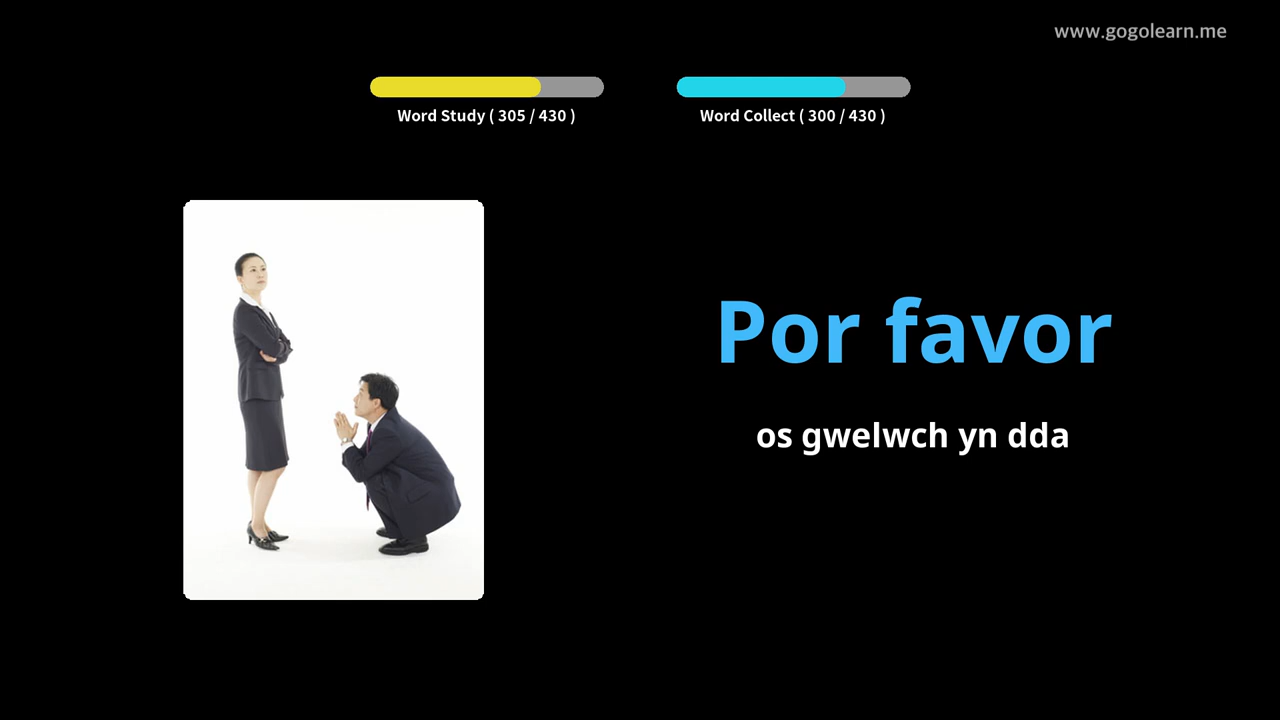 www.gogolearn.me
Word Study ( 305 / 430 )
Word Collect ( 300 / 430 )
Por favor
os gwelwch yn dda